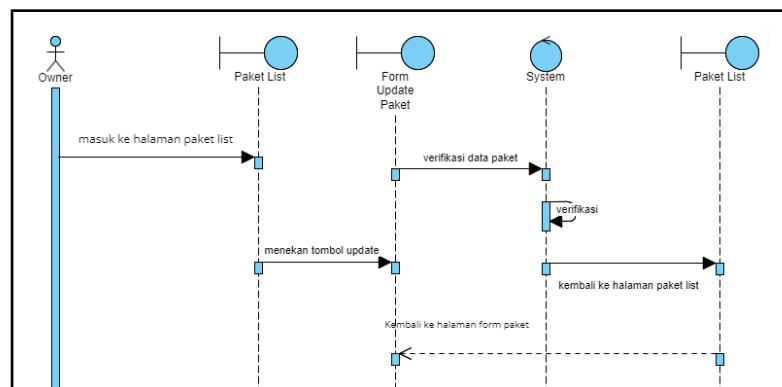 Owner
Paket List
Form
Update
Paket
System
Paket List
masuk ke halaman paket list
verifikasi data paket
verifikasi
menekan tombol update
kembali ke halaman paket list
Kembali ke halaman form paket